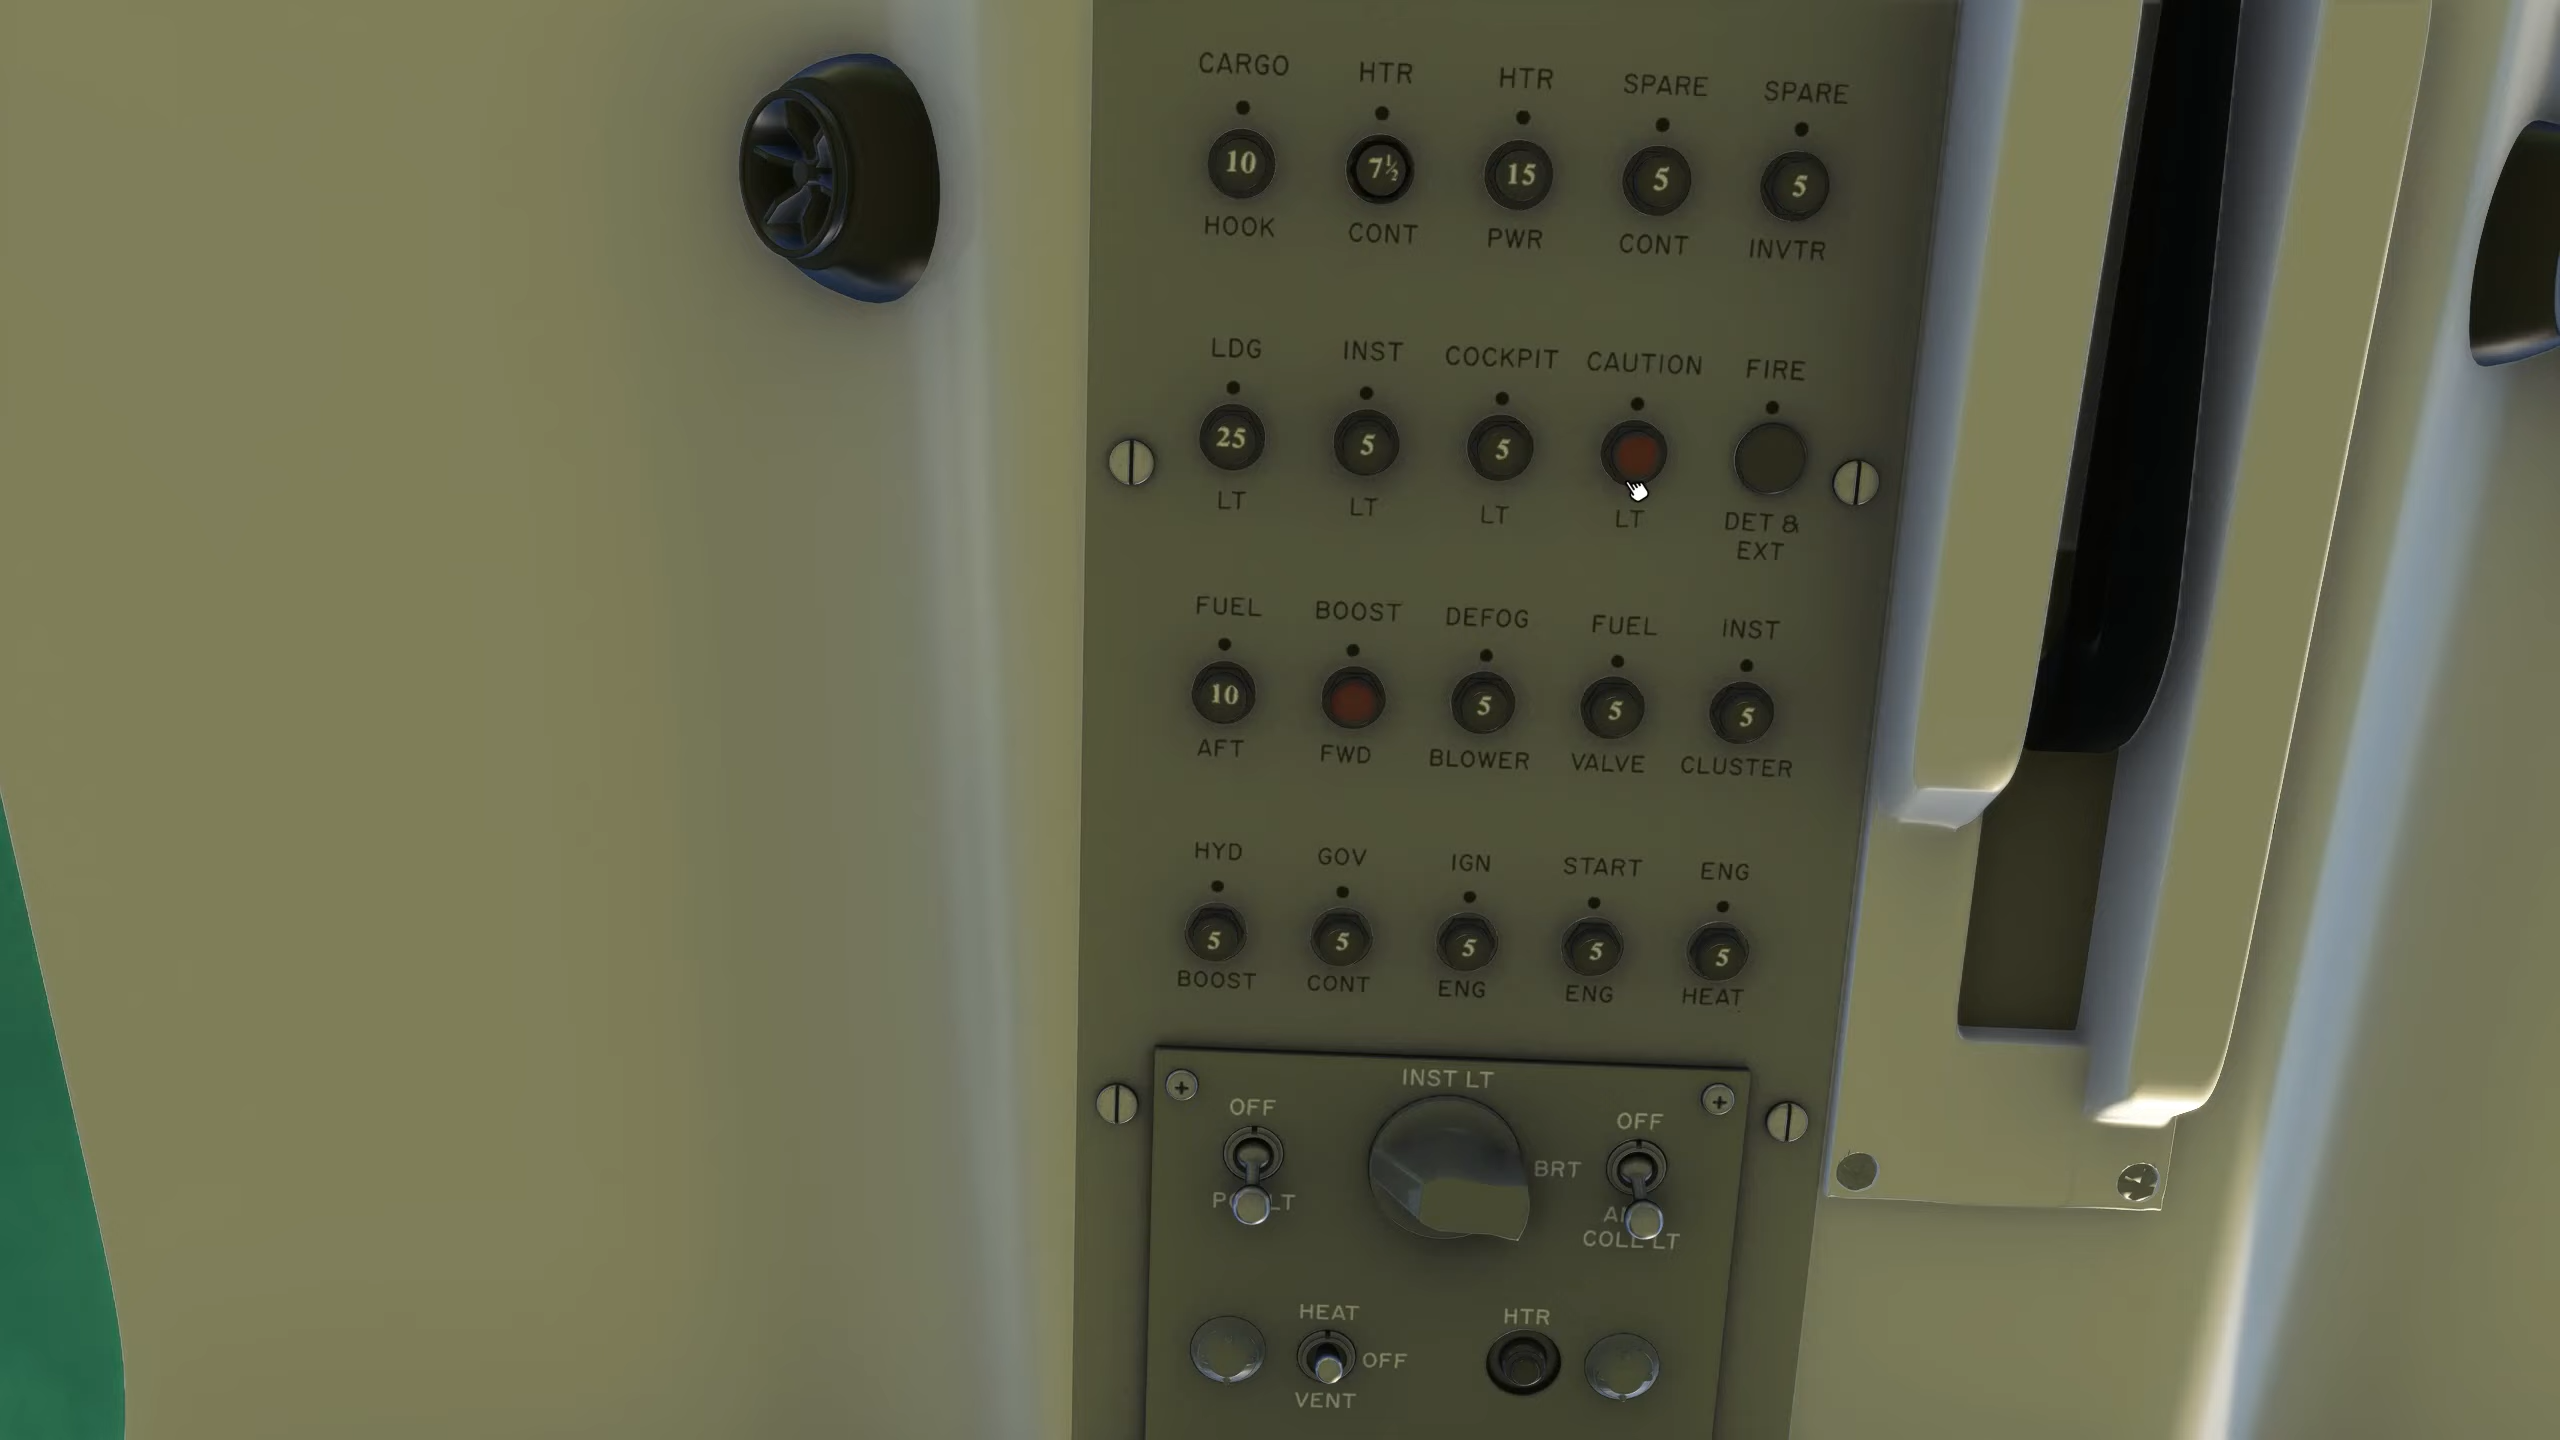 CARGO HTR HTR SPARE SPARE
10 7½ 15 5 5
HOOK CONT PWR CONT INVTR
LDG INST COCKPIT CAUTION FIRE
25 5 5
LT LT LT LT DET &
EXT
FUEL BOOST DEFOG FUEL INST
10 5 5 5
AFT FWD BLOWER VALVE CLUSTER
HYD GOV IGN START ENG
5 5 5 5 5
BOOST CONT ENG ENG HEAT
INST LT
OFF OFF
BRT
LT
COLL LT
HEAT HTR
OFF
VENT